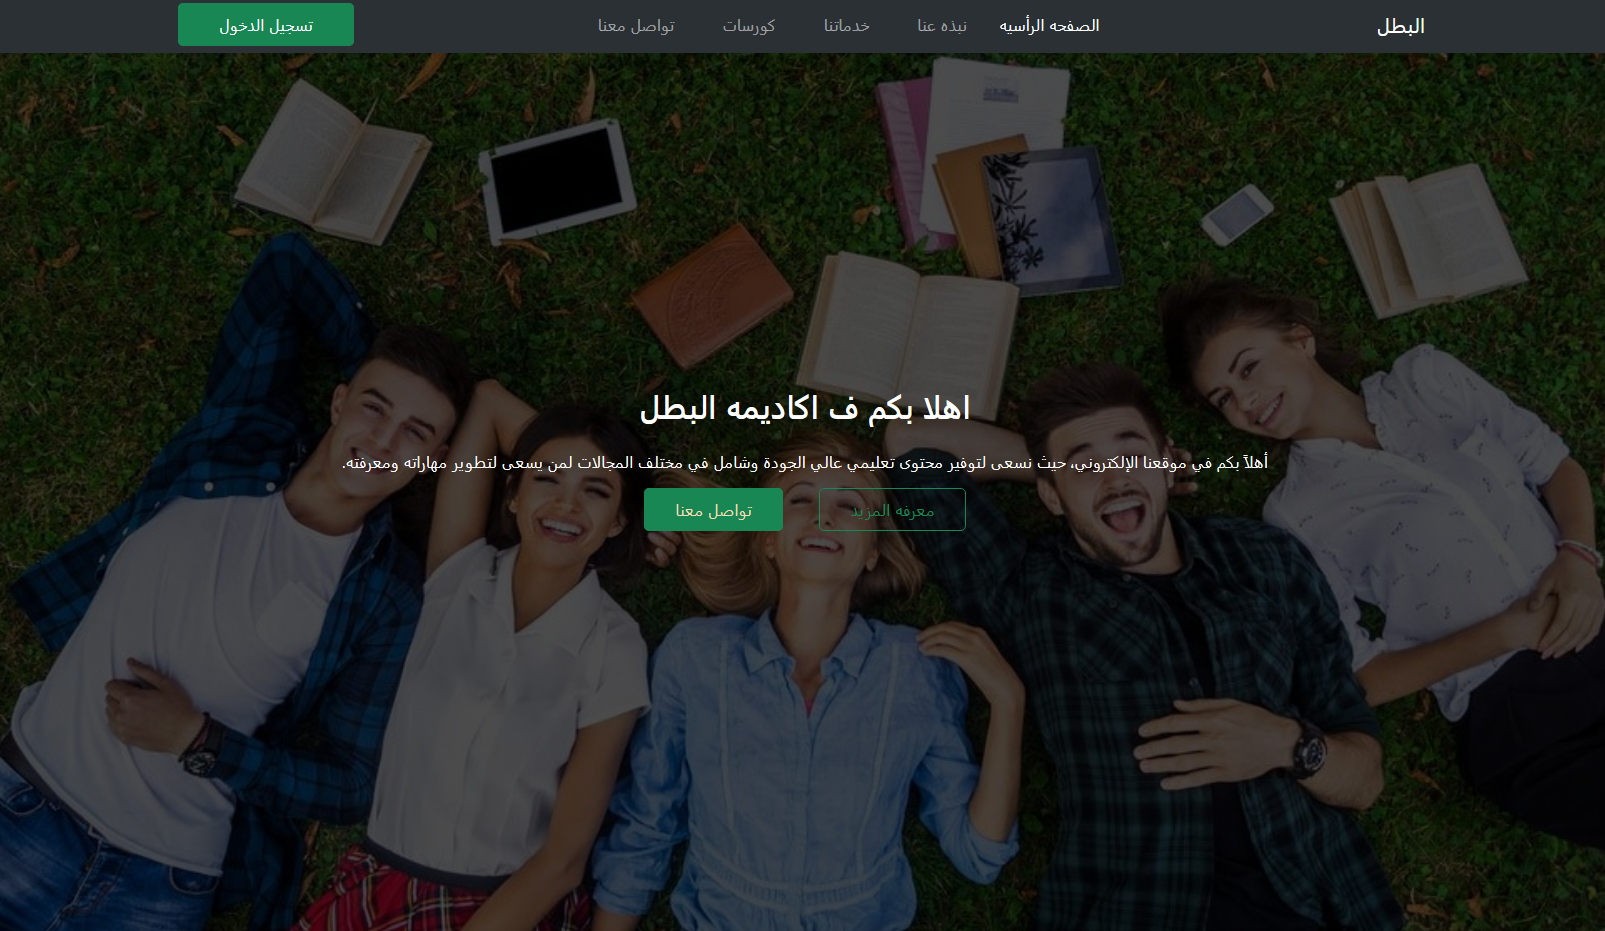 البطل
الصفحه الرأسيه
نبذه عنا
خدماتنا
كورسات
تواصل معنا
تسجيل الدخول
اهلا بكم ف اكاديمه البطل
أهلاً بكم في موقعنا الإلكتروني، حيث نسعى لتوفير محتوى تعليمي عالي الجودة وشامل في مختلف المجالات لمن يسعى لتطوير مهاراته ومعرفته.
معرفه المزيد
تواصل معنا